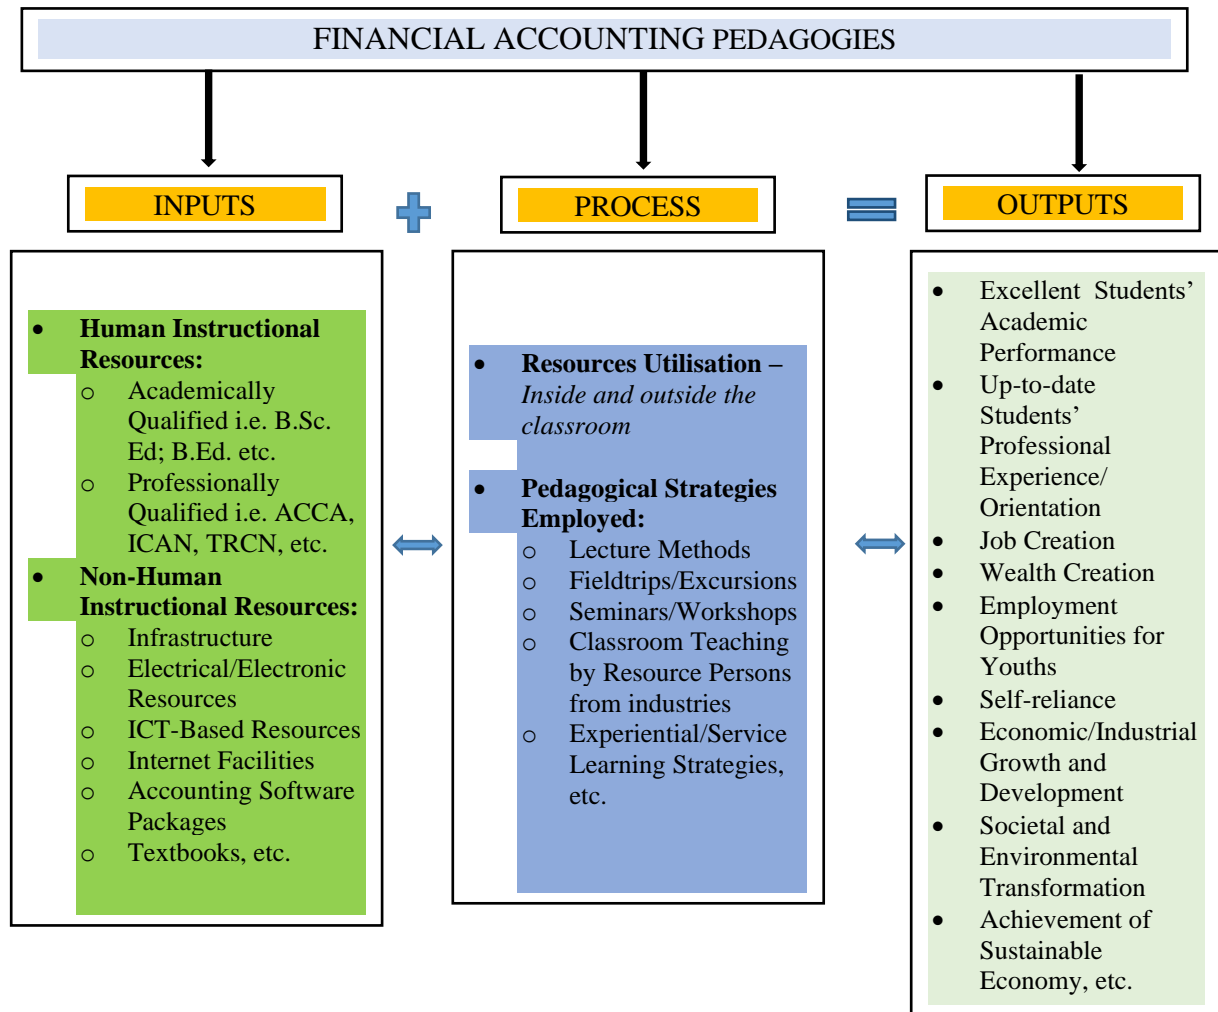 FINANCIAL ACCOUNTING PEDAGOGIES
INPUTS
PROCESS
OUTPUTS
• Human Instructional
Resources:
o Academically
Qualified i.e. B.Sc.
Ed; B.Ed. etc.
o Professionally
Qualified i.e. ACCA,
ICAN, TRCN, etc.
• Non-Human
Instructional Resources:
o Infrastructure
o Electrical/Electronic
Resources
o ICT-Based Resources
o Internet Facilities
o Accounting Software
Packages
o Textbooks, etc.
• Resources Utilisation –
Inside and outside the
classroom
• Pedagogical Strategies
Employed:
o Lecture Methods
o Fieldtrips/Excursions
o Seminars/Workshops
o Classroom Teaching
by Resource Persons
from industries
o Experiential/Service
Learning Strategies,
etc.
• Excellent Students’
Academic
Performance
• Up-to-date
Students’
Professional
Experience/
Orientation
• Job Creation
• Wealth Creation
• Employment
Opportunities for
Youths
• Self-reliance
• Economic/Industrial
Growth and
Development
• Societal and
Environmental
Transformation
• Achievement of
Sustainable
Economy, etc.